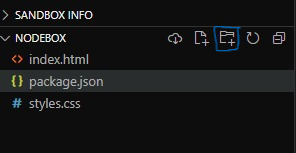 SANDBOX INFO
NODEBOX
<> index.html
{} package.json
# styles.css